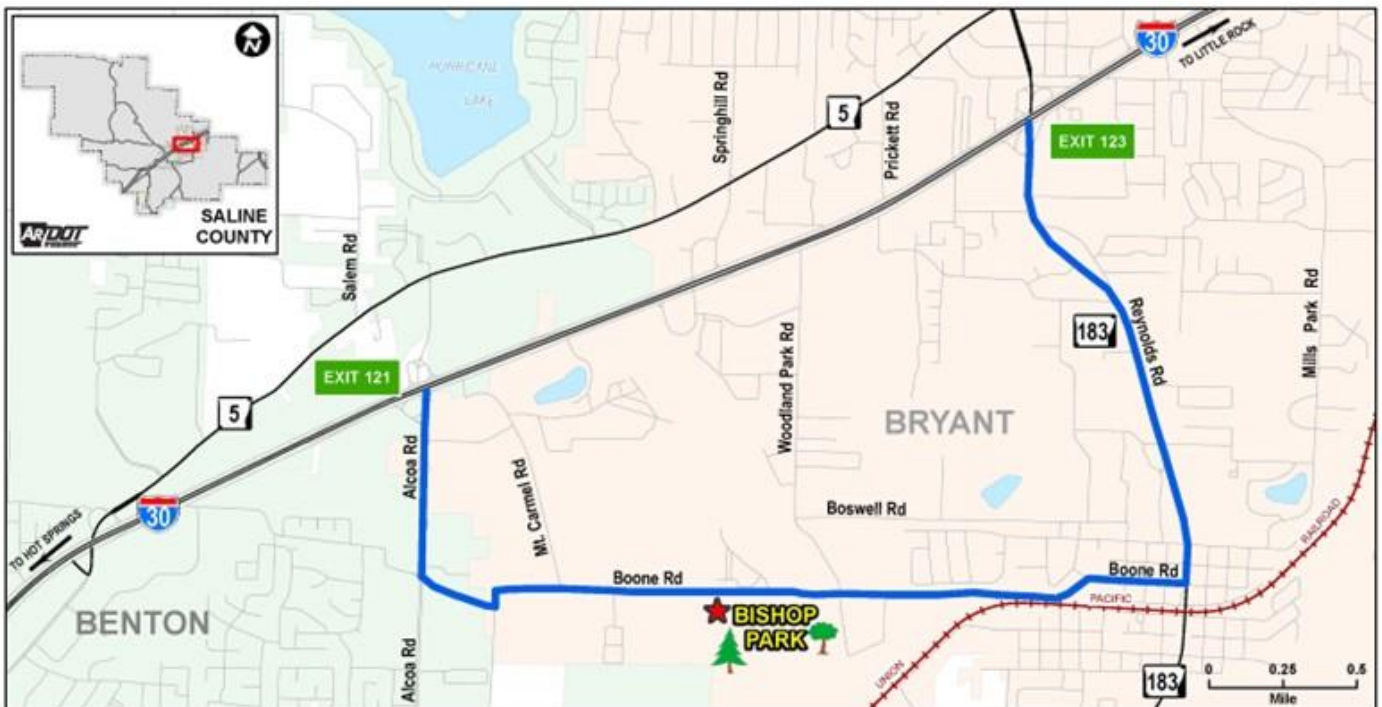 N
SALINE
COUNTY
ARDOT
HURRICANE
LAKE
30
TO LITTLE ROCK
5
Springhill Rd
Prickett Rd
EXIT 123
Salem Rd
Mills Park Rd
183
Reynolds Rd
EXIT 121
Woodland Park Rd
5
BRYANT
Alcoa Rd
Mt. Carmel Rd
30
Boswell Rd
TO HOT SPRINGS
RAILROAD
Boone Rd
Boone Rd
PACIFIC
BISHOP
PARK
BENTON
Alcoa Rd
UNION
183
0 0.25 0.5
Mile